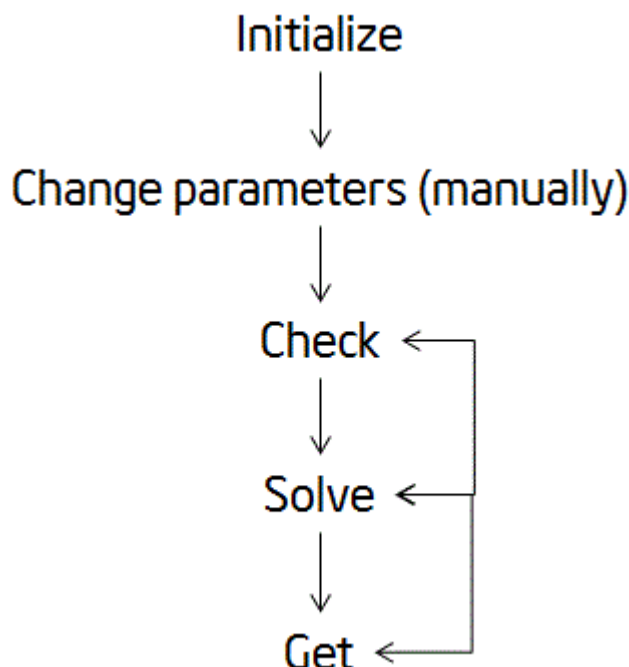 Initialize
Change parameters (manually)
Check
Solve
Get